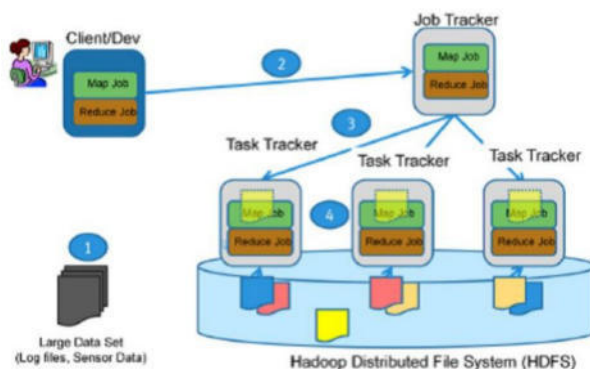 Client/Dev
Map Job
Reduce Job
2
Job Tracker
Map Job
Reduce Job
3
Task Tracker
Task Tracker
Task Tracker
Map Job
Reduce Job
4
Map Job
Reduce Job
Map Job
Reduce Job
1
Large Data Set
(Log files, Sensor Data)
Hadoop Distributed File System (HDFS)